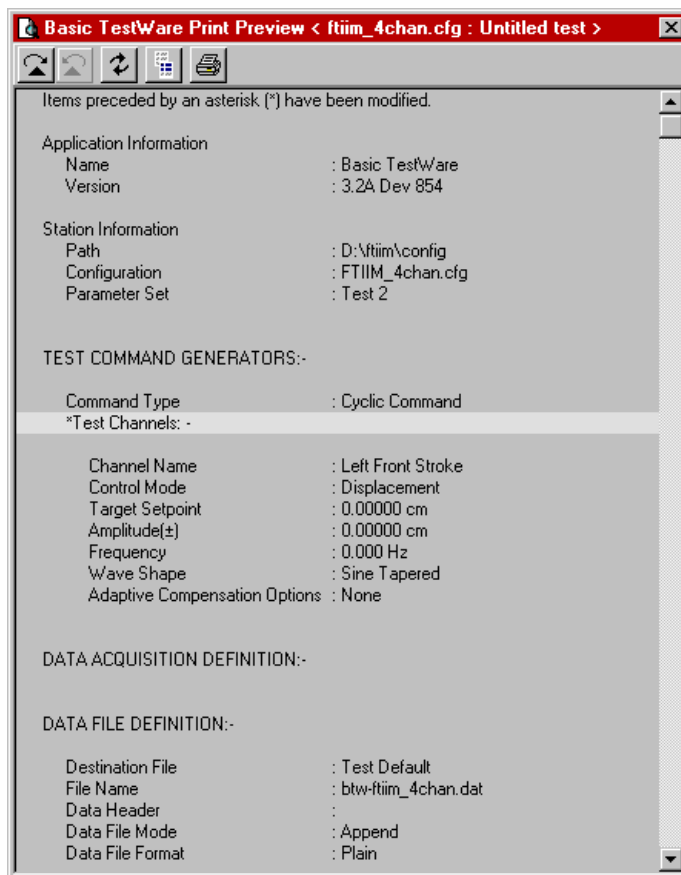 Basic TestWare Print Preview < ftiim_4chan.cfg : Untitled test >
Items preceded by an asterisk (*) have been modified.
Application Information
Name : Basic TestWare
Version : 3.2A Dev 854
Station Information
Path : D:\ftiim\config
Configuration : FTIIM_4chan.cfg
Parameter Set : Test 2
TEST COMMAND GENERATORS:-
Command Type : Cyclic Command
*Test Channels: -
Channel Name : Left Front Stroke
Control Mode : Displacement
Target Setpoint : 0.00000 cm
Amplitude(±) : 0.00000 cm
Frequency : 0.000 Hz
Wave Shape : Sine Tapered
Adaptive Compensation Options : None
DATA ACQUISITION DEFINITION:-
DATA FILE DEFINITION:-
Destination File : Test Default
File Name : btw-ftiim_4chan.dat
Data Header :
Data File Mode : Append
Data File Format : Plain